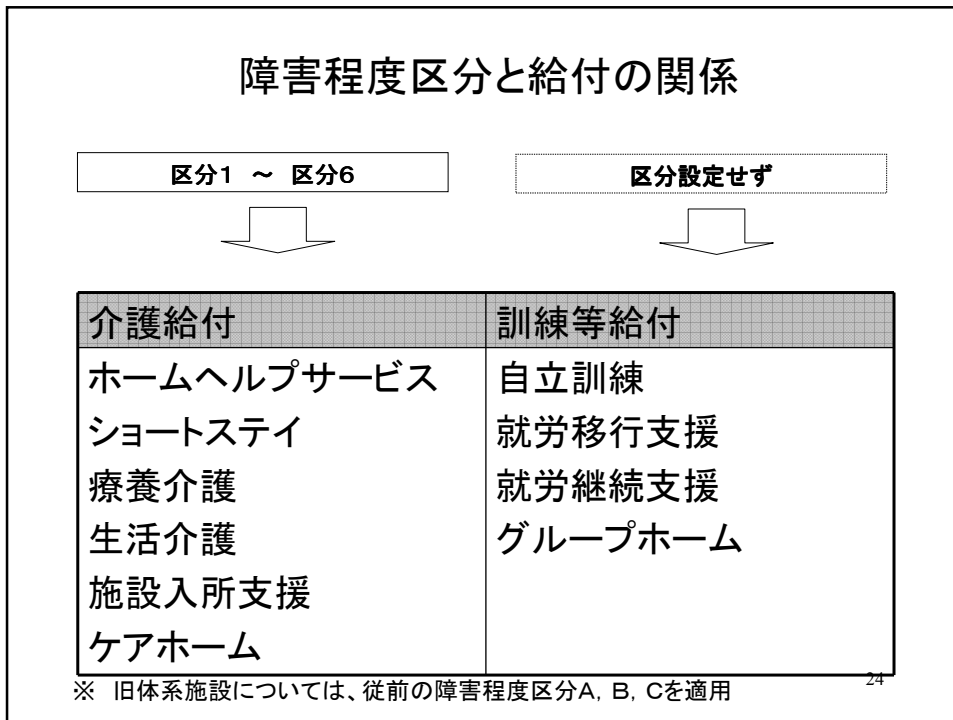 障害程度区分と給付の関係
区分1 ～ 区分6
区分設定せず
介護給付
訓練等給付
ホームヘルプサービス
自立訓練
ショートステイ
就労移行支援
療養介護
就労継続支援
生活介護
グループホーム
施設入所支援
ケアホーム
※ 旧体系施設については、従前の障害程度区分A, B, Cを適用
24